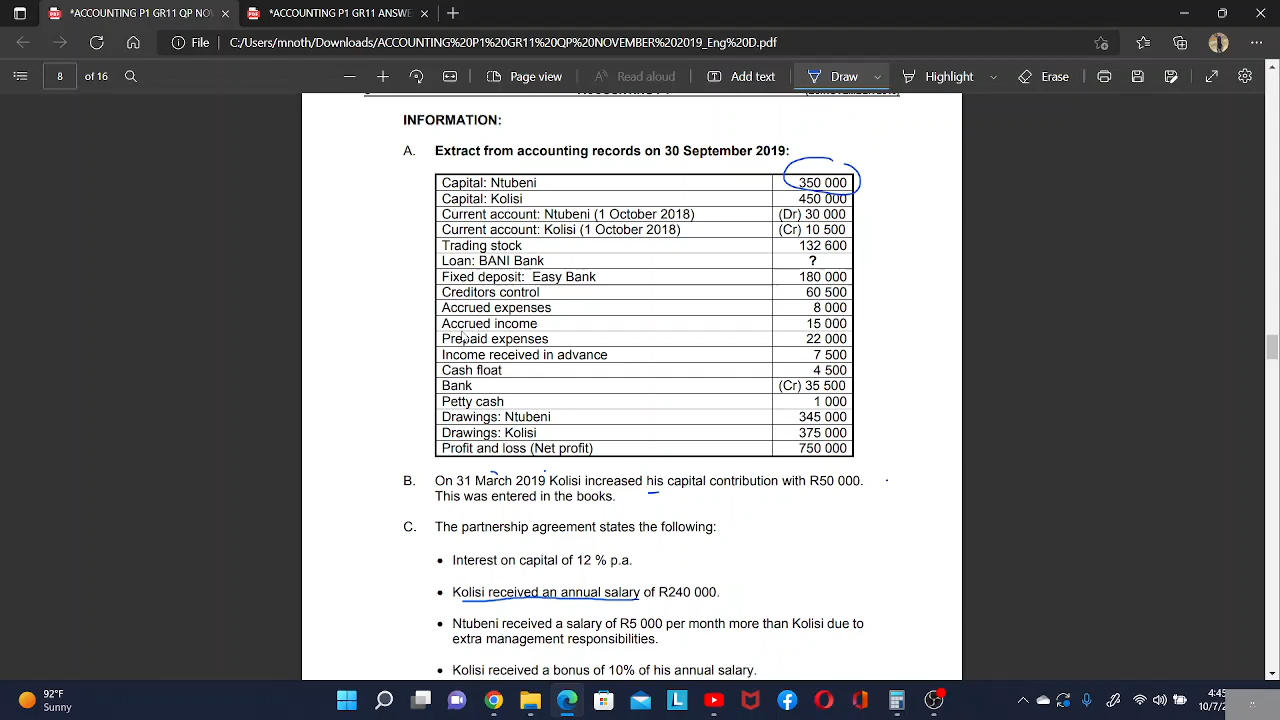 *ACCOUNTING P1 GR11 QP NOV
*ACCOUNTING P1 GR11 ANSWE
File
C:/Users/mnoth/Downloads/ACCOUNTING%20P1%20GR11%20QP%20NOVEMBER%202019_Eng%20D.pdf
8 of 16
Page view
Read aloud
Add text
Draw
Highlight
Erase
INFORMATION:
A. Extract from accounting records on 30 September 2019:
Capital: Ntubeni 350 000
Capital: Kolisi 450 000
Current account: Ntubeni (1 October 2018) (Dr) 30 000
Current account: Kolisi (1 October 2018) (Cr) 10 500
Trading stock 132 600
Loan: BANI Bank ?
Fixed deposit: Easy Bank 180 000
Creditors control 60 500
Accrued expenses 8 000
Accrued income 15 000
Prepaid expenses 22 000
Income received in advance 7 500
Cash float 4 500
Bank (Cr) 35 500
Petty cash 1 000
Drawings: Ntubeni 345 000
Drawings: Kolisi 375 000
Profit and loss (Net profit) 750 000
B. On 31 March 2019 Kolisi increased his capital contribution with R50 000.
This was entered in the books.
C. The partnership agreement states the following:
• Interest on capital of 12 % p.a.
• Kolisi received an annual salary of R240 000.
• Ntubeni received a salary of R5 000 per month more than Kolisi due to
extra management responsibilities.
• Kolisi received a bonus of 10% of his annual salary.
92°F
Sunny